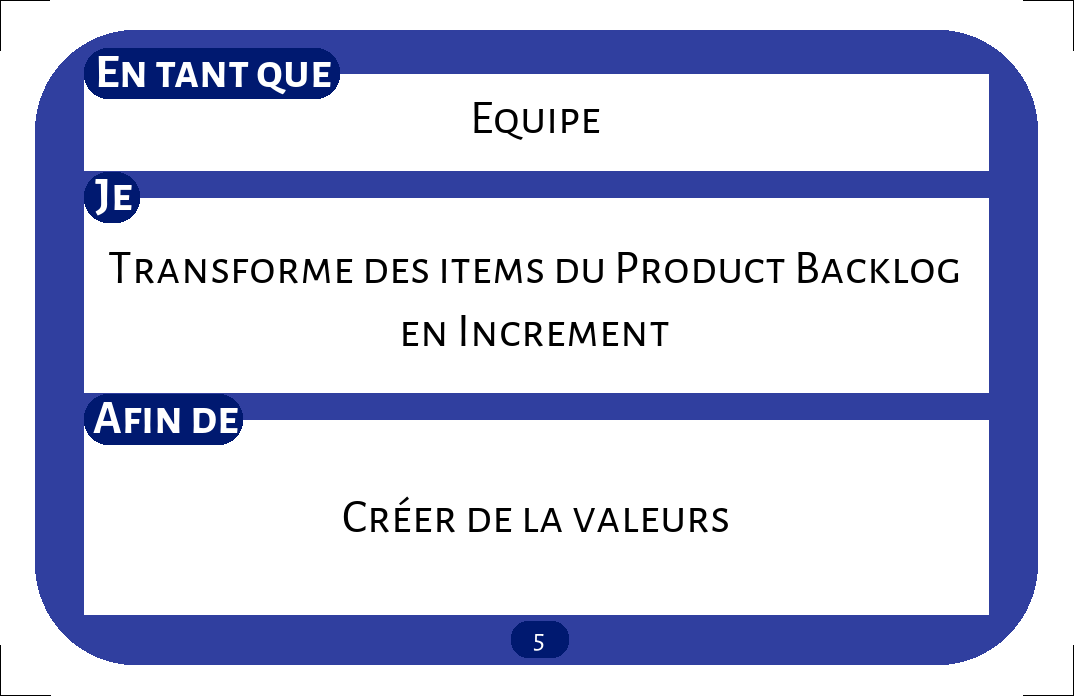 En tant que
Equipe
Je
Transforme des items du Product Backlog
en Increment
Afin de
Créer de la valeurs
5